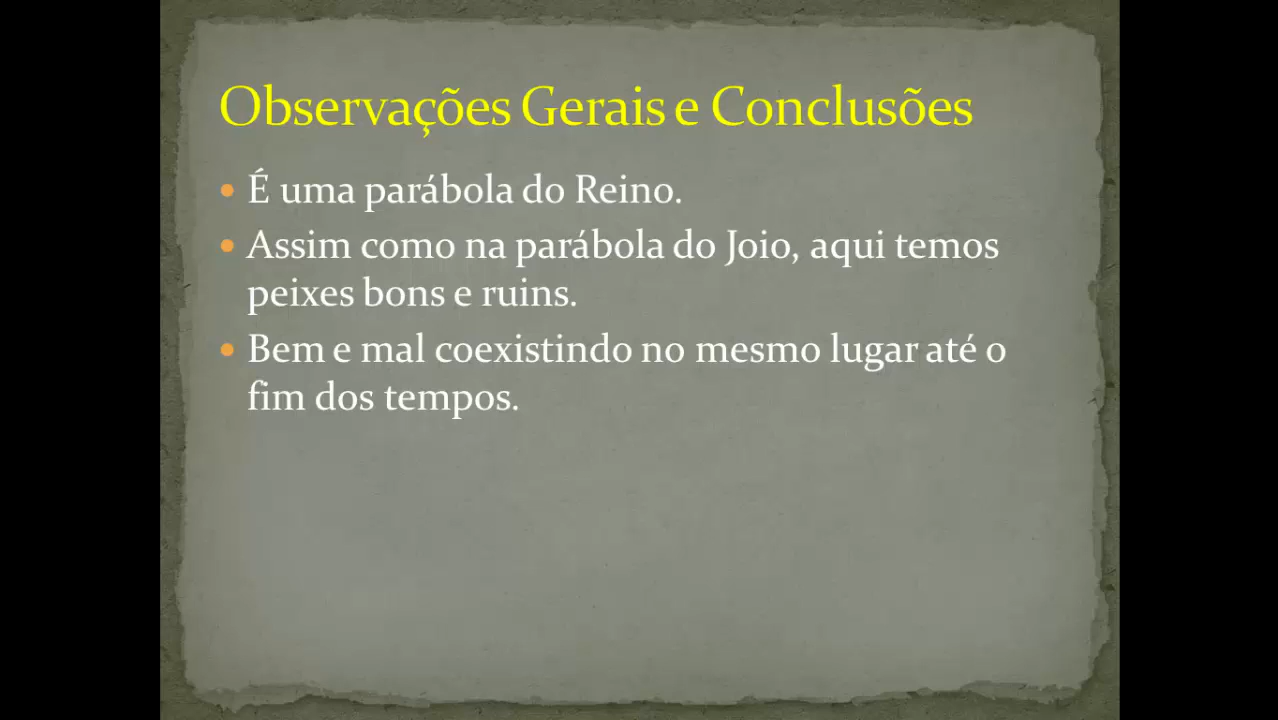 Observações Gerais e Conclusões
• É uma parábola do Reino.
• Assim como na parábola do Joio, aqui temos
peixes bons e ruins.
• Bem e mal coexistindo no mesmo lugar até o
fim dos tempos.